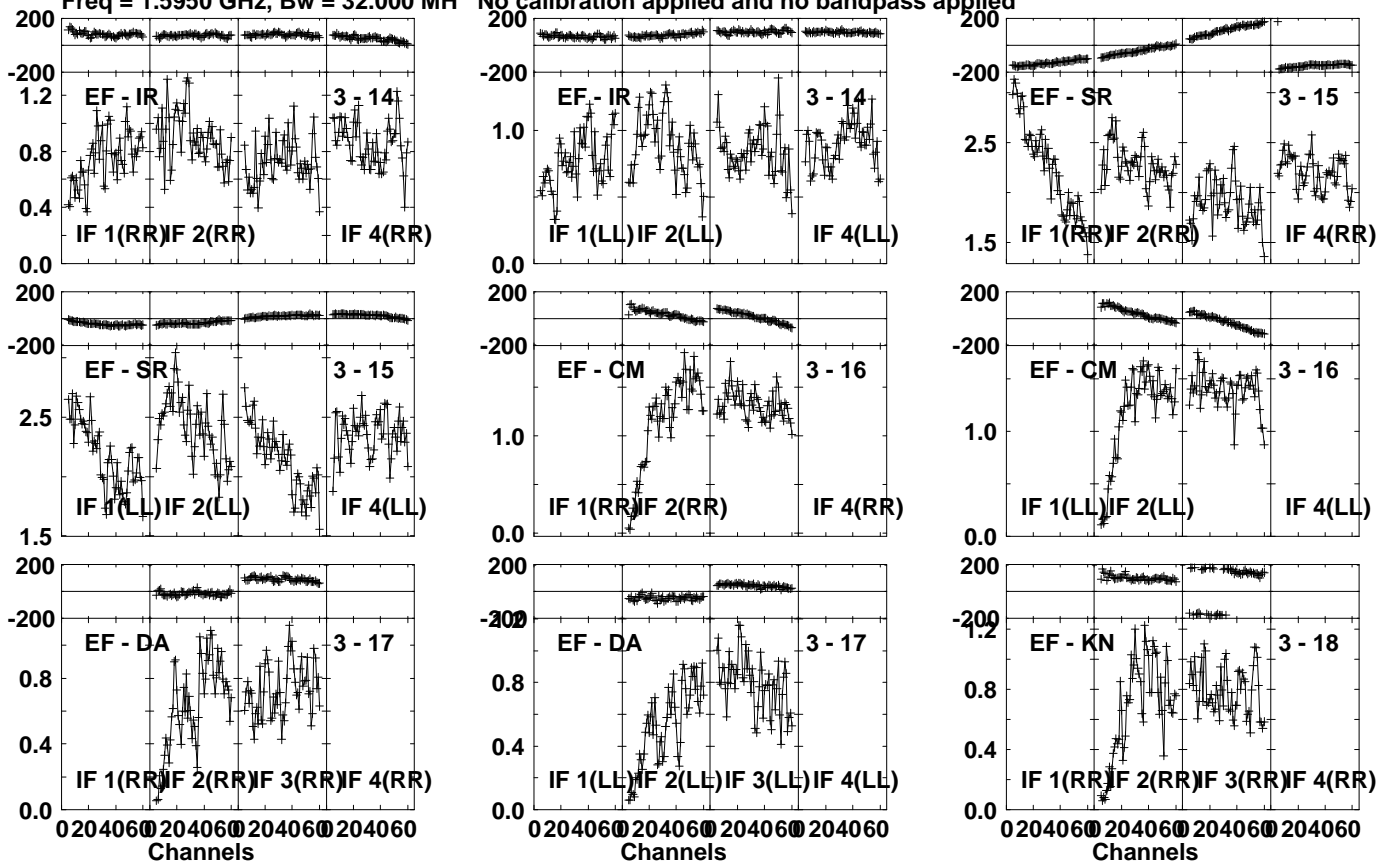 Freq = 1.5950 GHz, Bw = 32.000 MH No calibration applied and no bandpass applied
200
-200
1.2
0.8
0.4
0.0
EF - IR
3 - 14
IF 1(RR)
IF 2(RR)
IF 4(RR)
200
-200
1.0
0.0
EF - IR
3 - 14
IF 1(LL)
IF 2(LL)
IF 4(LL)
200
-200
2.5
1.5
EF - SR
3 - 15
IF 1(RR)
IF 2(RR)
IF 4(RR)
200
-200
2.5
1.5
EF - SR
3 - 15
IF 1(LL)
IF 2(LL)
IF 4(LL)
200
-200
1.0
0.0
EF - CM
3 - 16
IF 1(RR)
IF 2(RR)
IF 4(RR)
200
-200
1.0
0.0
EF - CM
3 - 16
IF 1(LL)
IF 2(LL)
IF 4(LL)
200
-200
0.8
0.4
0.0
EF - DA
3 - 17
IF 1(RR)
IF 2(RR)
IF 3(RR)
IF 4(RR)
0 20 40 60 0 20 40 60 0 20 40 60 0 20 40 60
Channels
200
-200
1.2
0.8
0.4
0.0
EF - DA
3 - 17
IF 1(LL)
IF 2(LL)
IF 3(LL)
IF 4(LL)
0 20 40 60 0 20 40 60 0 20 40 60 0 20 40 60
Channels
200
-200
1.2
0.8
0.4
0.0
EF - KN
3 - 18
IF 1(RR)
IF 2(RR)
IF 3(RR)
IF 4(RR)
0 20 40 60 0 20 40 60 0 20 40 60 0 20 40 60
Channels